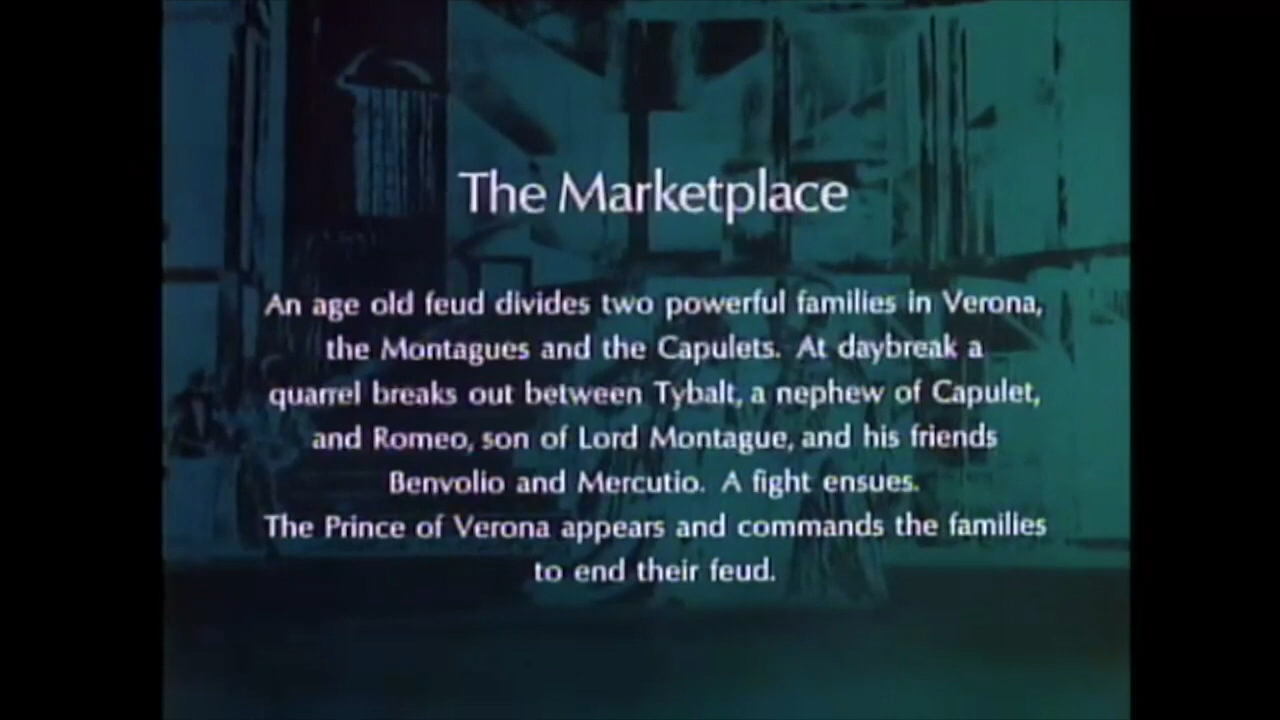 The Marketplace
An age old feud divides two powerful families in Verona,
the Montagues and the Capulets. At daybreak a
quarrel breaks out between Tybalt, a nephew of Capulet,
and Romeo, son of Lord Montague, and his friends
Benvolio and Mercutio. A fight ensues.
The Prince of Verona appears and commands the families
to end their feud.